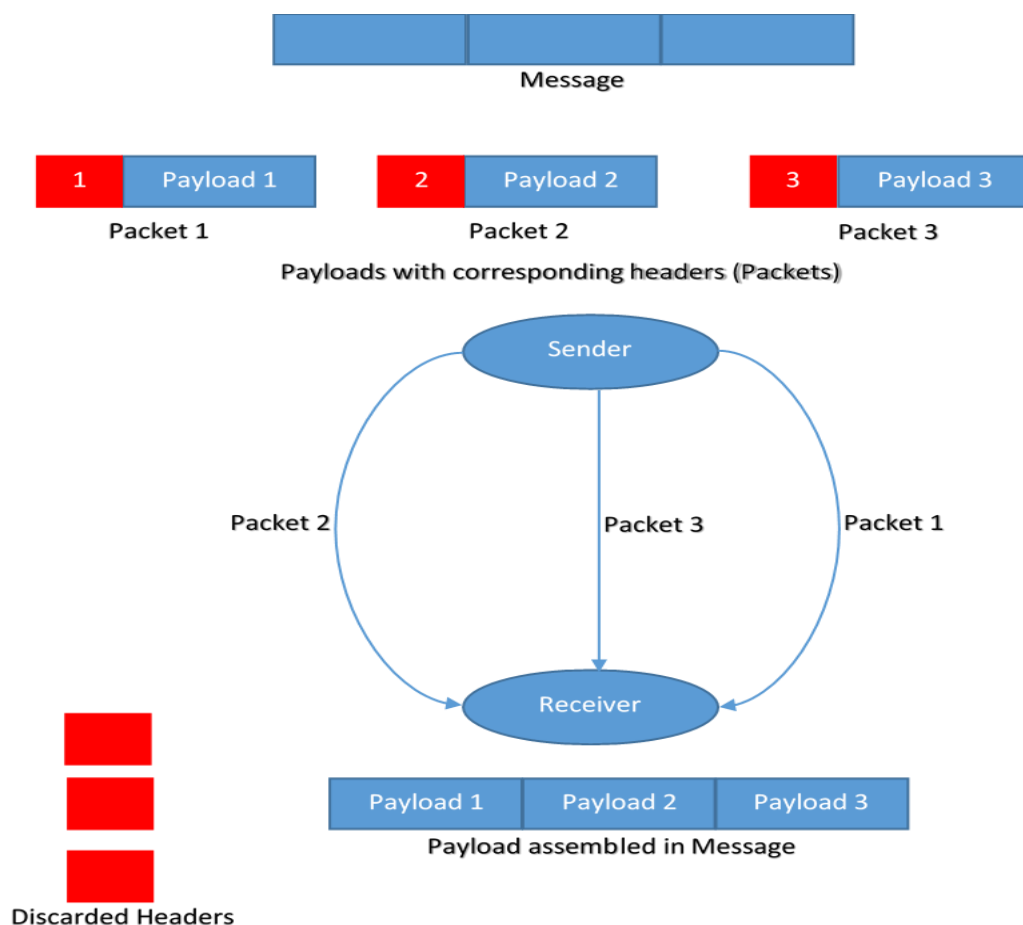 Message
1 Payload 1
2 Payload 2
3 Payload 3
Packet 1
Packet 2
Packet 3
Payloads with corresponding headers (Packets)
Sender
Packet 2
Packet 3
Packet 1
Receiver
Payload 1 Payload 2 Payload 3
Payload assembled in Message
Discarded Headers